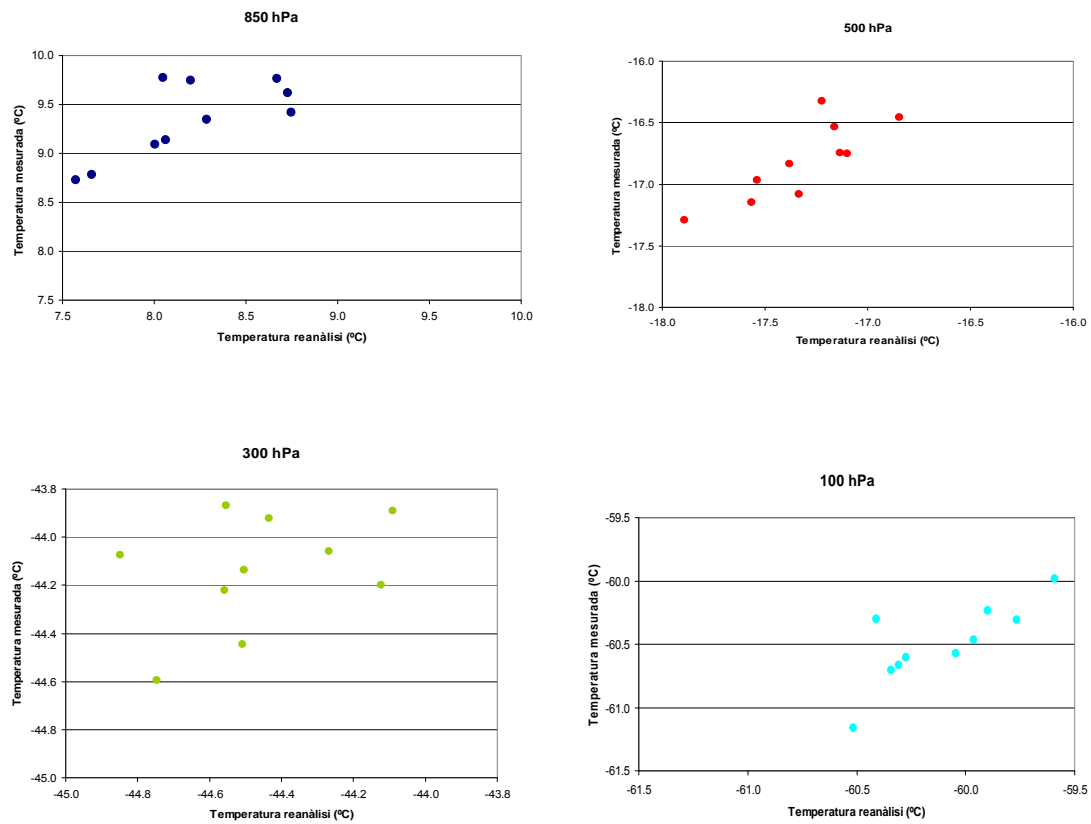 850 hPa
Temperatura mesurada (ºC)
10.0
9.5
9.0
8.5
8.0
7.5
7.5 8.0 8.5 9.0 9.5 10.0
Temperatura reanàlisi (ºC)
500 hPa
Temperatura mesurada (ºC)
-16.0
-16.5
-17.0
-17.5
-18.0
-18.0 -17.5 -17.0 -16.5 -16.0
Temperatura reanàlisi (ºC)
300 hPa
Temperatura mesurada (ºC)
-43.8
-44.0
-44.2
-44.4
-44.6
-44.8
-45.0
-45.0 -44.8 -44.6 -44.4 -44.2 -44.0 -43.8
Temperatura reanàlisi (ºC)
100 hPa
Temperatura mesurada (ºC)
-59.5
-60.0
-60.5
-61.0
-61.5
-61.5 -61.0 -60.5 -60.0 -59.5
Temperatura reanàlisi (ºC)